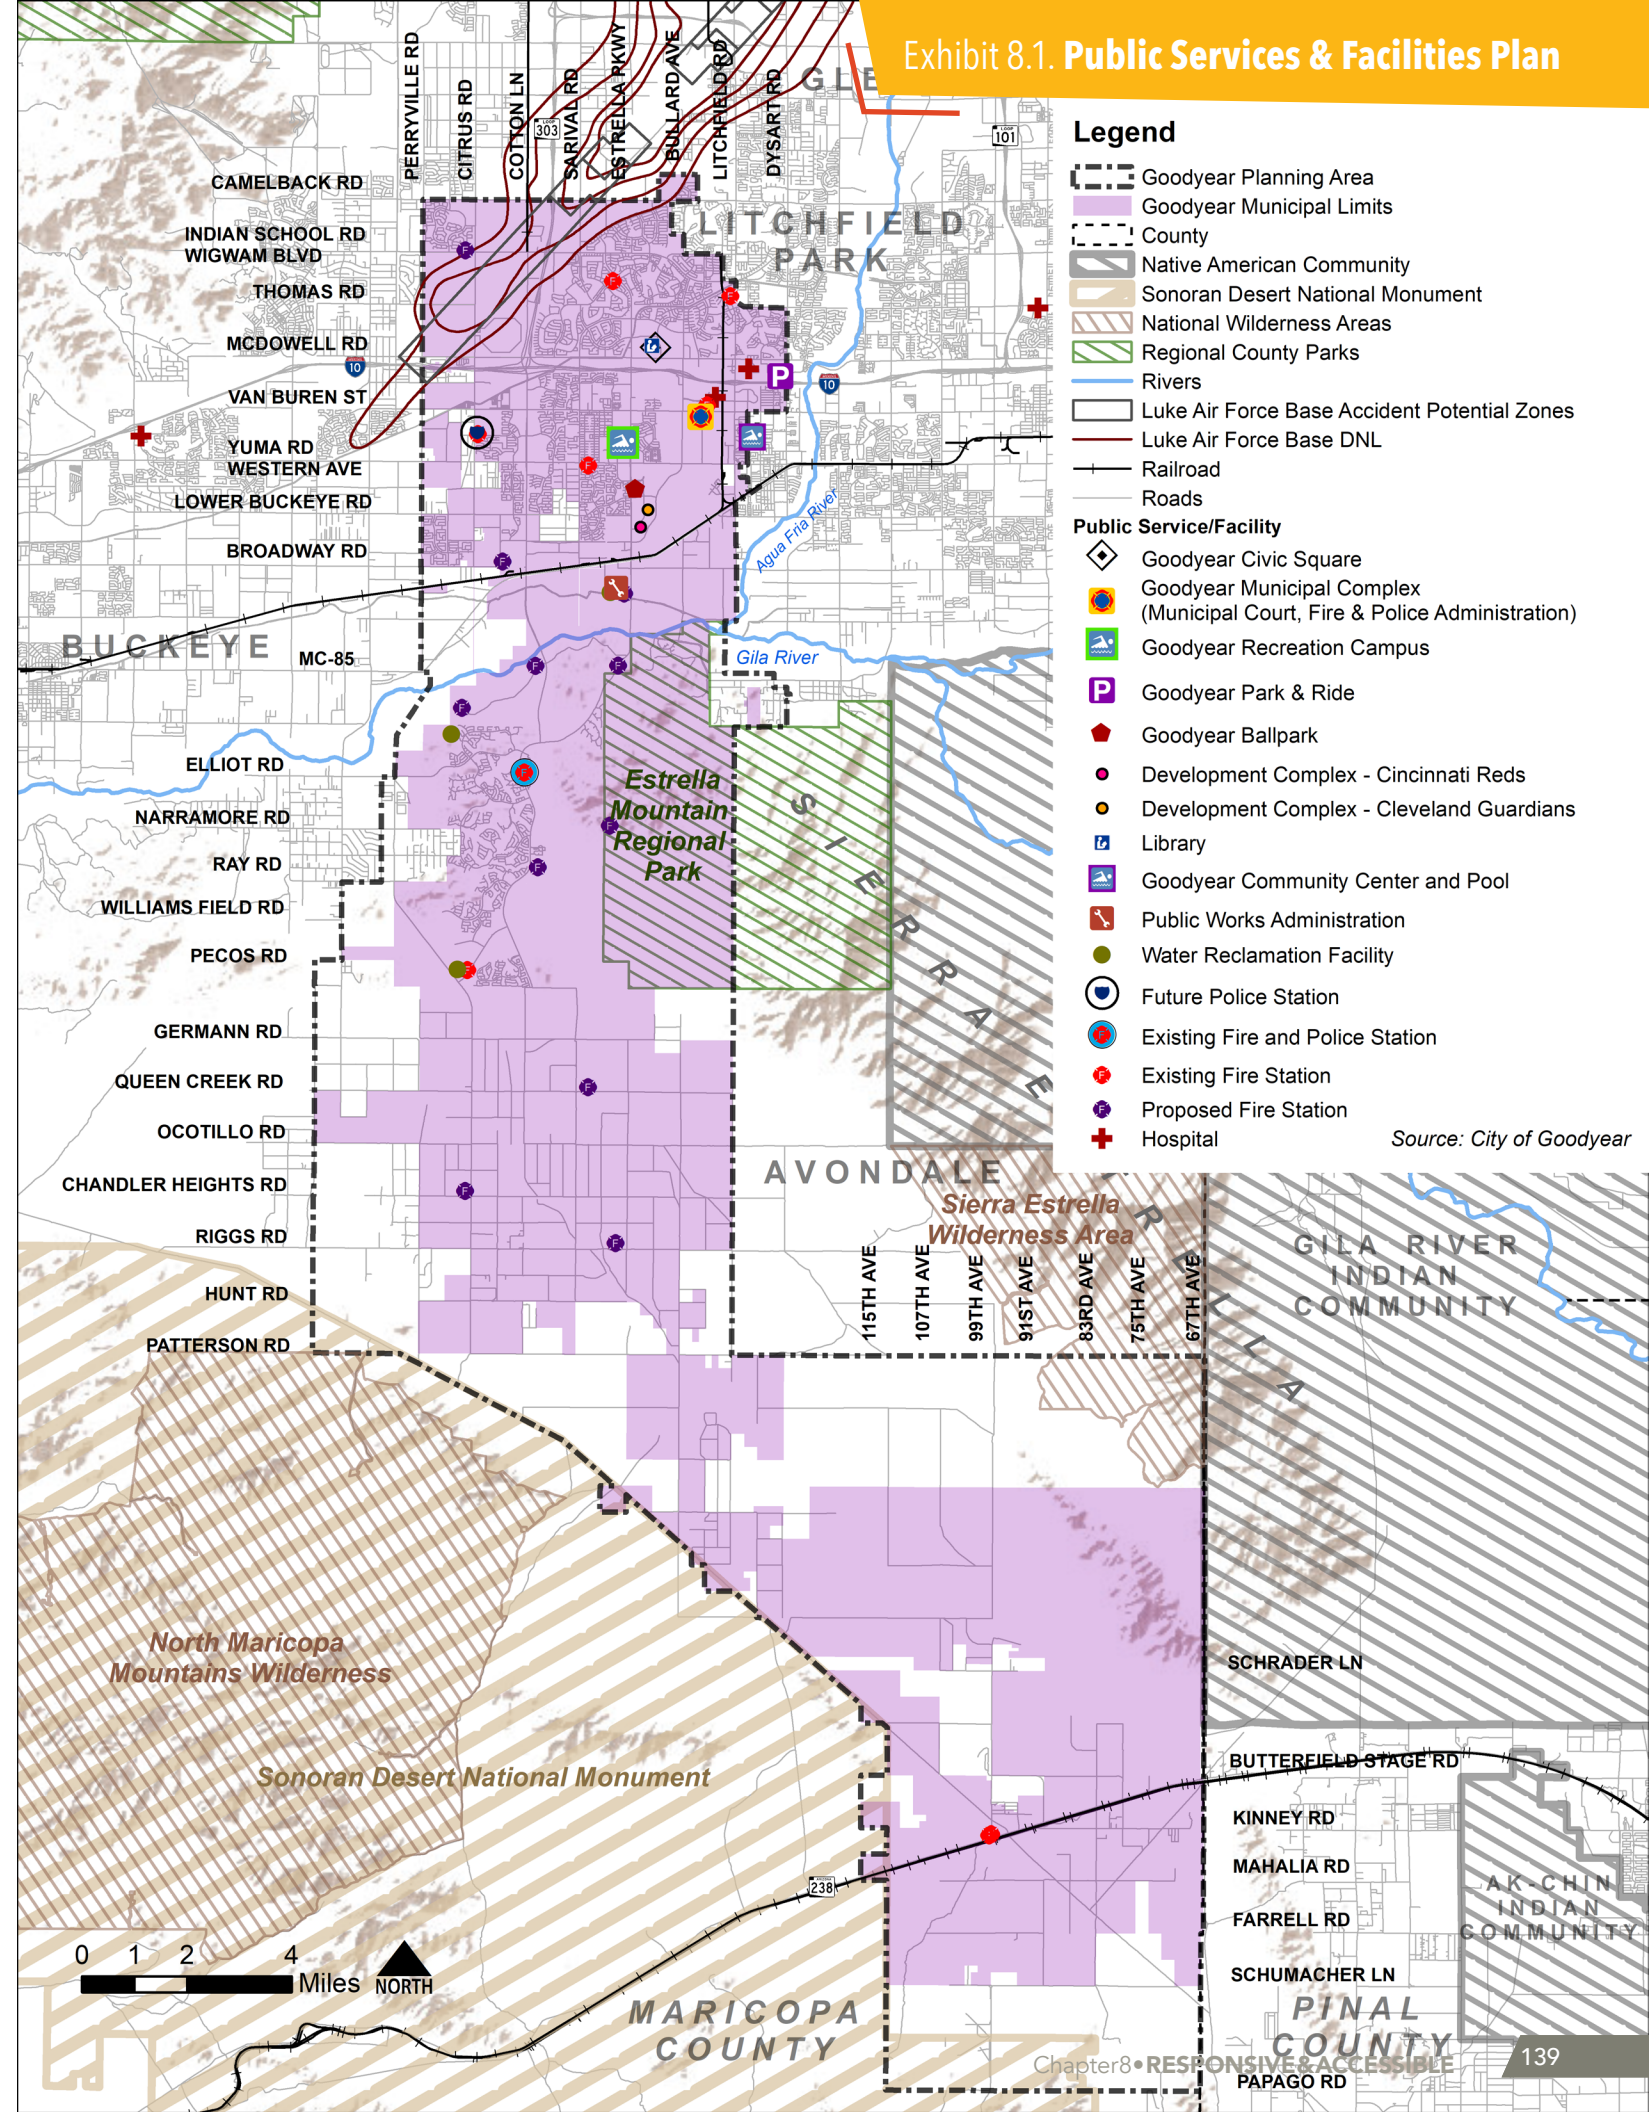 Exhibit 8.1. Public Services & Facilities Plan
PERRYVILLE RD
CITRUS RD
COTTON LN
SARIVAL RD
ESTRELLA PKWY
BULLARD AVE
LITCHFIELD RD
DYSART RD
GLE
LOOP
303
LOOP
101
CAMELBACK RD
INDIAN SCHOOL RD
WIGWAM BLVD
THOMAS RD
MCDOWELL RD
10
VAN BUREN ST
YUMA RD
WESTERN AVE
LOWER BUCKEYE RD
BROADWAY RD
LITCHFIELD
PARK
P
10
Agua Fria River
BUCKEYE
MC-85
Gila River
ELLIOT RD
NARRAMORE RD
RAY RD
WILLIAMS FIELD RD
PECOS RD
GERMANN RD
QUEEN CREEK RD
OCOTILLO RD
CHANDLER HEIGHTS RD
RIGGS RD
HUNT RD
PATTERSON RD
Estrella
Mountain
Regional
Park
SIERRA ESTRELLA
Legend
Goodyear Planning Area
Goodyear Municipal Limits
County
Native American Community
Sonoran Desert National Monument
National Wilderness Areas
Regional County Parks
Rivers
Luke Air Force Base Accident Potential Zones
Luke Air Force Base DNL
Railroad
Roads
Public Service/Facility
Goodyear Civic Square
Goodyear Municipal Complex
(Municipal Court, Fire & Police Administration)
Goodyear Recreation Campus
P Goodyear Park & Ride
Goodyear Ballpark
Development Complex - Cincinnati Reds
Development Complex - Cleveland Guardians
Library
Goodyear Community Center and Pool
Public Works Administration
Water Reclamation Facility
Future Police Station
Existing Fire and Police Station
Existing Fire Station
Proposed Fire Station
Hospital
Source: City of Goodyear
AVONDALE
Sierra Estrella
Wilderness Area
115TH AVE
107TH AVE
99TH AVE
91ST AVE
83RD AVE
75TH AVE
67TH AVE
GILA RIVER
INDIAN
COMMUNITY
North Maricopa
Mountains Wilderness
Sonoran Desert National Monument
SCHRADER LN
BUTTERFIELD STAGE RD
KINNEY RD
MAHALIA RD
FARRELL RD
SCHUMACHER LN
PAPAGO RD
AK-CHIN
INDIAN
COMMUNITY
238
0 1 2 4
Miles
NORTH
MARICOPA
COUNTY
PINAL
COUNTY
Chapter8•RESPONSIVE&ACCESSIBLE
139